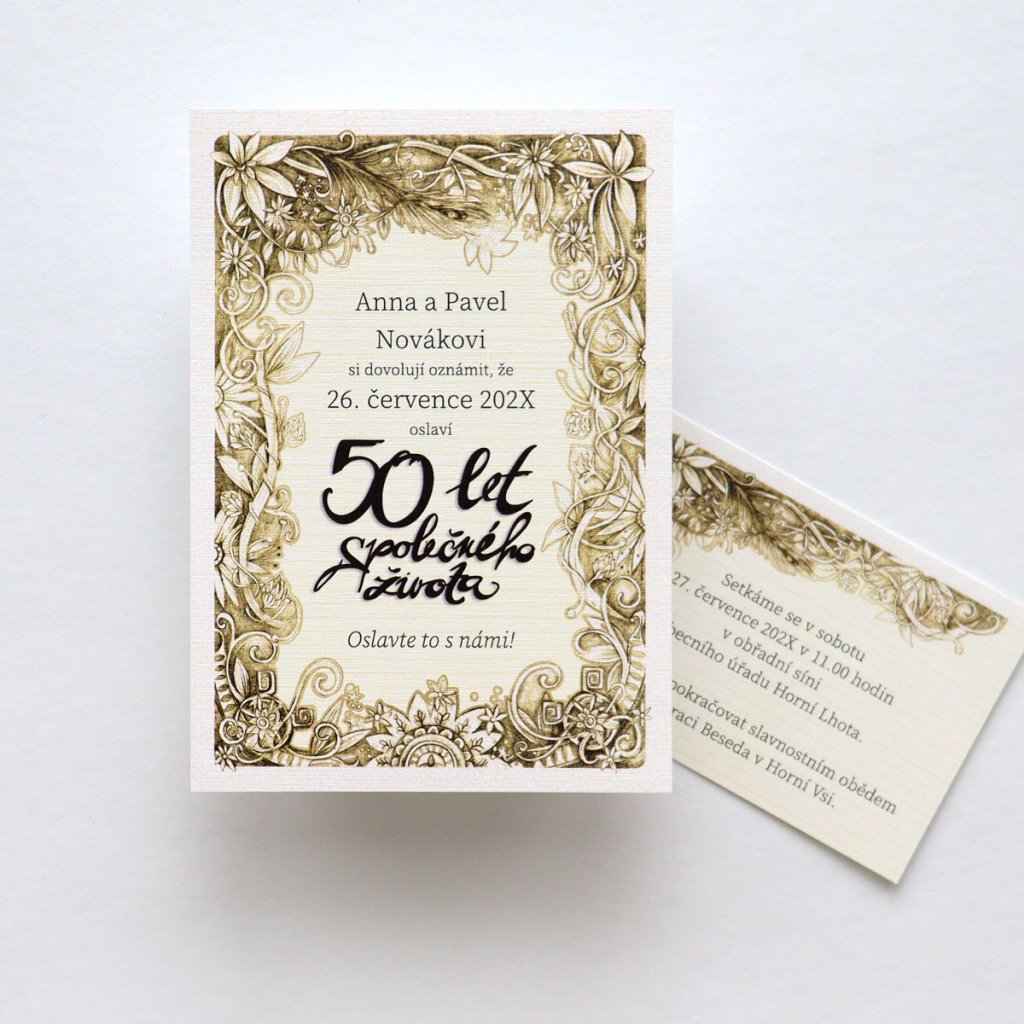 Anna a Pavel
Novákovi
si dovolují oznámit, že
26. července 202X
oslaví
50 let
společného
života
Oslavte to s námi!
Setkáme se v sobotu
27. července 202X v 11.00 hodin
v obřadní síni
úřadu Horní Lhota.
pokračovat slavnostním obědem
Beseda v Horní Vsi.